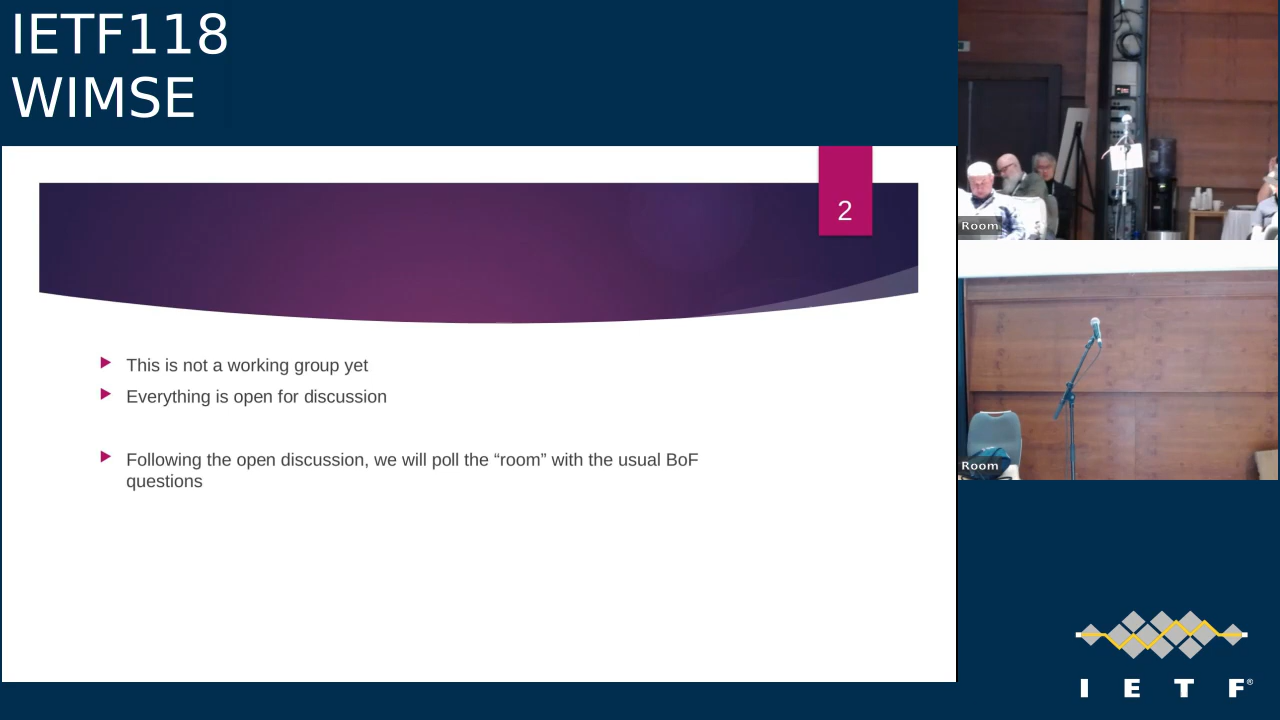 IETF118
WIMSE
2
This is not a working group yet
Everything is open for discussion
Following the open discussion, we will poll the “room” with the usual BoF
questions
Room
Room
I E T F®